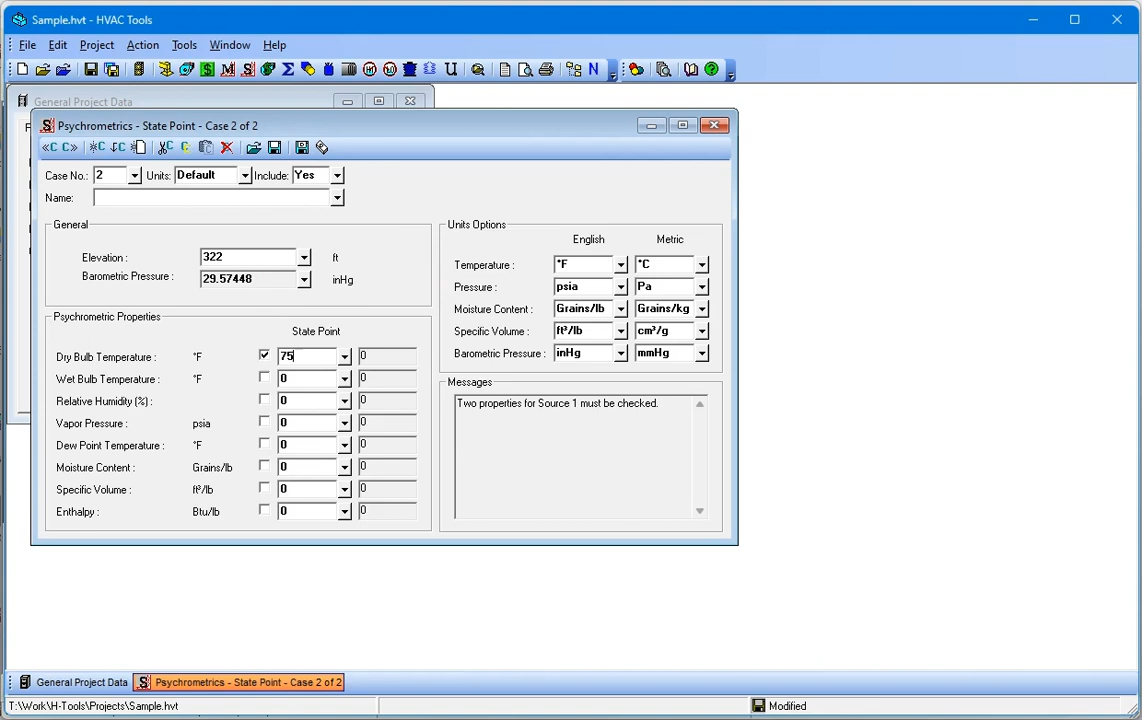 Sample.hvt - HVAC Tools
File Edit Project Action Tools Window Help
General Project Data
Psychrometrics - State Point - Case 2 of 2
Case No.: 2 Units: Default Include: Yes
Name:
General
Elevation : 322 ft
Barometric Pressure : 29.57448 inHg
Psychrometric Properties
State Point
Dry Bulb Temperature : °F 75 0
Wet Bulb Temperature : °F 0 0
Relative Humidity (%) : 0 0
Vapor Pressure : psia 0 0
Dew Point Temperature : °F 0 0
Moisture Content : Grains/lb 0 0
Specific Volume : ft³/lb 0 0
Enthalpy : Btu/lb 0 0
Units Options
English Metric
Temperature : °F °C
Pressure : psia Pa
Moisture Content : Grains/lb Grains/kg
Specific Volume : ft³/lb cm³/g
Barometric Pressure : inHg mmHg
Messages
Two properties for Source 1 must be checked.
General Project Data Psychrometrics - State Point - Case 2 of 2
T:\Work\H-Tools\Projects\Sample.hvt Modified